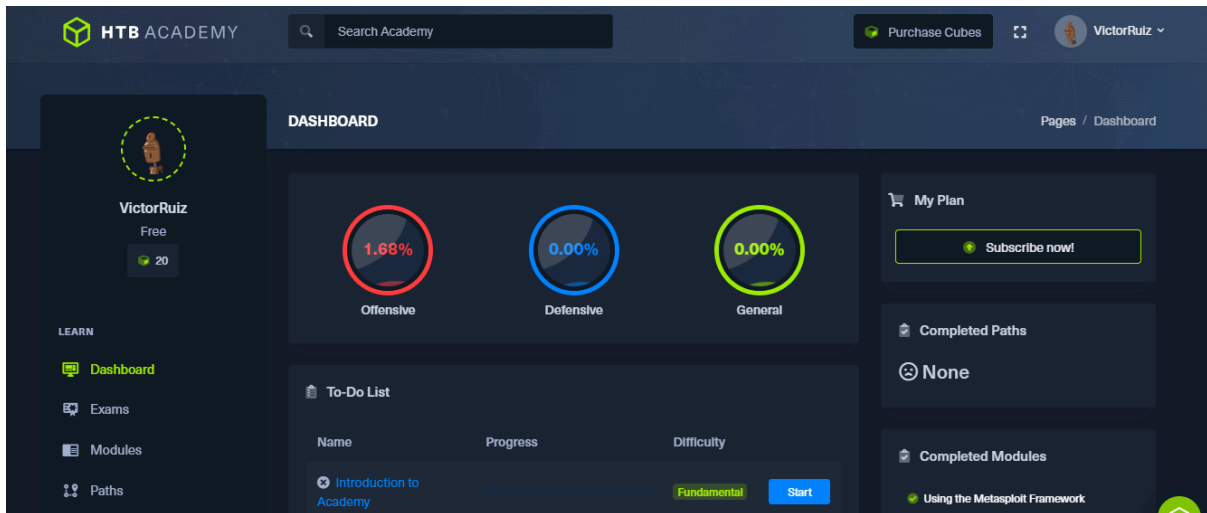 HTB ACADEMY
Search Academy
Purchase Cubes
VictorRuiz
DASHBOARD
Pages / Dashboard
VictorRuiz
Free
20
LEARN
Dashboard
Exams
Modules
Paths
1.68%
0.00%
0.00%
Offensive
Defensive
General
To-Do List
Name Progress Difficulty
Introduction to
Academy
Fundamental
Start
My Plan
Subscribe now!
Completed Paths
None
Completed Modules
Using the Metasploit Framework